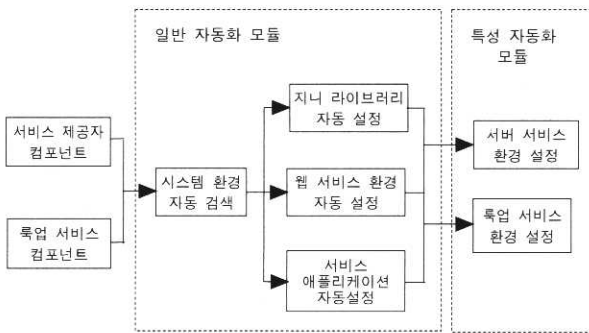 일반 자동화 모듈
특성 자동화
모듈
서비스 제공자
컴포넌트
룩업 서비스
컴포넌트
시스템 환경
자동 검색
지니 라이브러리
자동 설정
웹 서비스 환경
자동 설정
서비스
애플리케이션
자동설정
서버 서비스
환경 설정
룩업 서비스
환경 설정